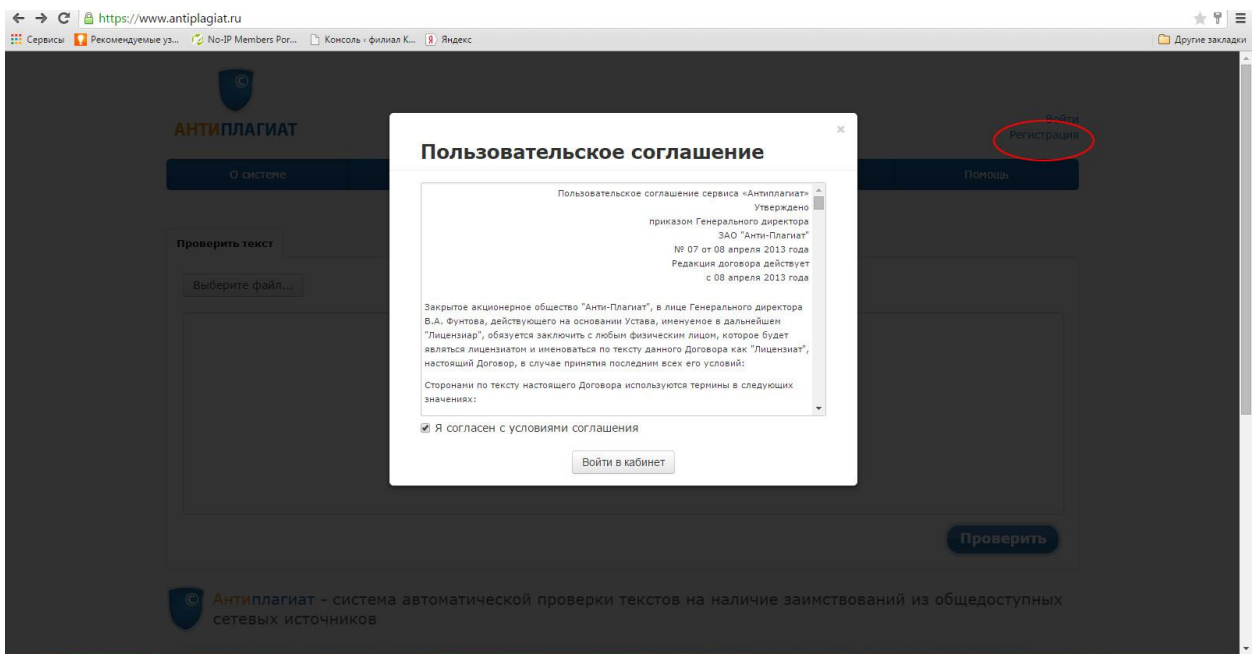 https://www.antiplagiat.ru
Сервисы Рекомендуемые уз... No-IP Members Por... Консоль ‹ филиал К... Яндекс Другие закладки
©
АНТИПЛАГИАТ
Войти
Регистрация
О системе
Помощь
Проверить текст
Выберите файл...
×
Пользовательское соглашение
Пользовательское соглашение сервиса «Антиплагиат»
Утверждено
приказом Генерального директора
ЗАО "Анти-Плагиат"
№ 07 от 08 апреля 2013 года
Редакция договора действует
с 08 апреля 2013 года
Закрытое акционерное общество "Анти-Плагиат", в лице Генерального директора
В.А. Фунтова, действующего на основании Устава, именуемое в дальнейшем
"Лицензиар", обязуется заключить с любым физическим лицом, которое будет
являться лицензиатом и именоваться по тексту данного Договора как "Лицензиат",
настоящий Договор, в случае принятия последним всех его условий:
Сторонами по тексту настоящего Договора используются термины в следующих
значениях:
Я согласен с условиями соглашения
Войти в кабинет
Проверить
© Антиплагиат - система автоматической проверки текстов на наличие заимствований из общедоступных
сетевых источников